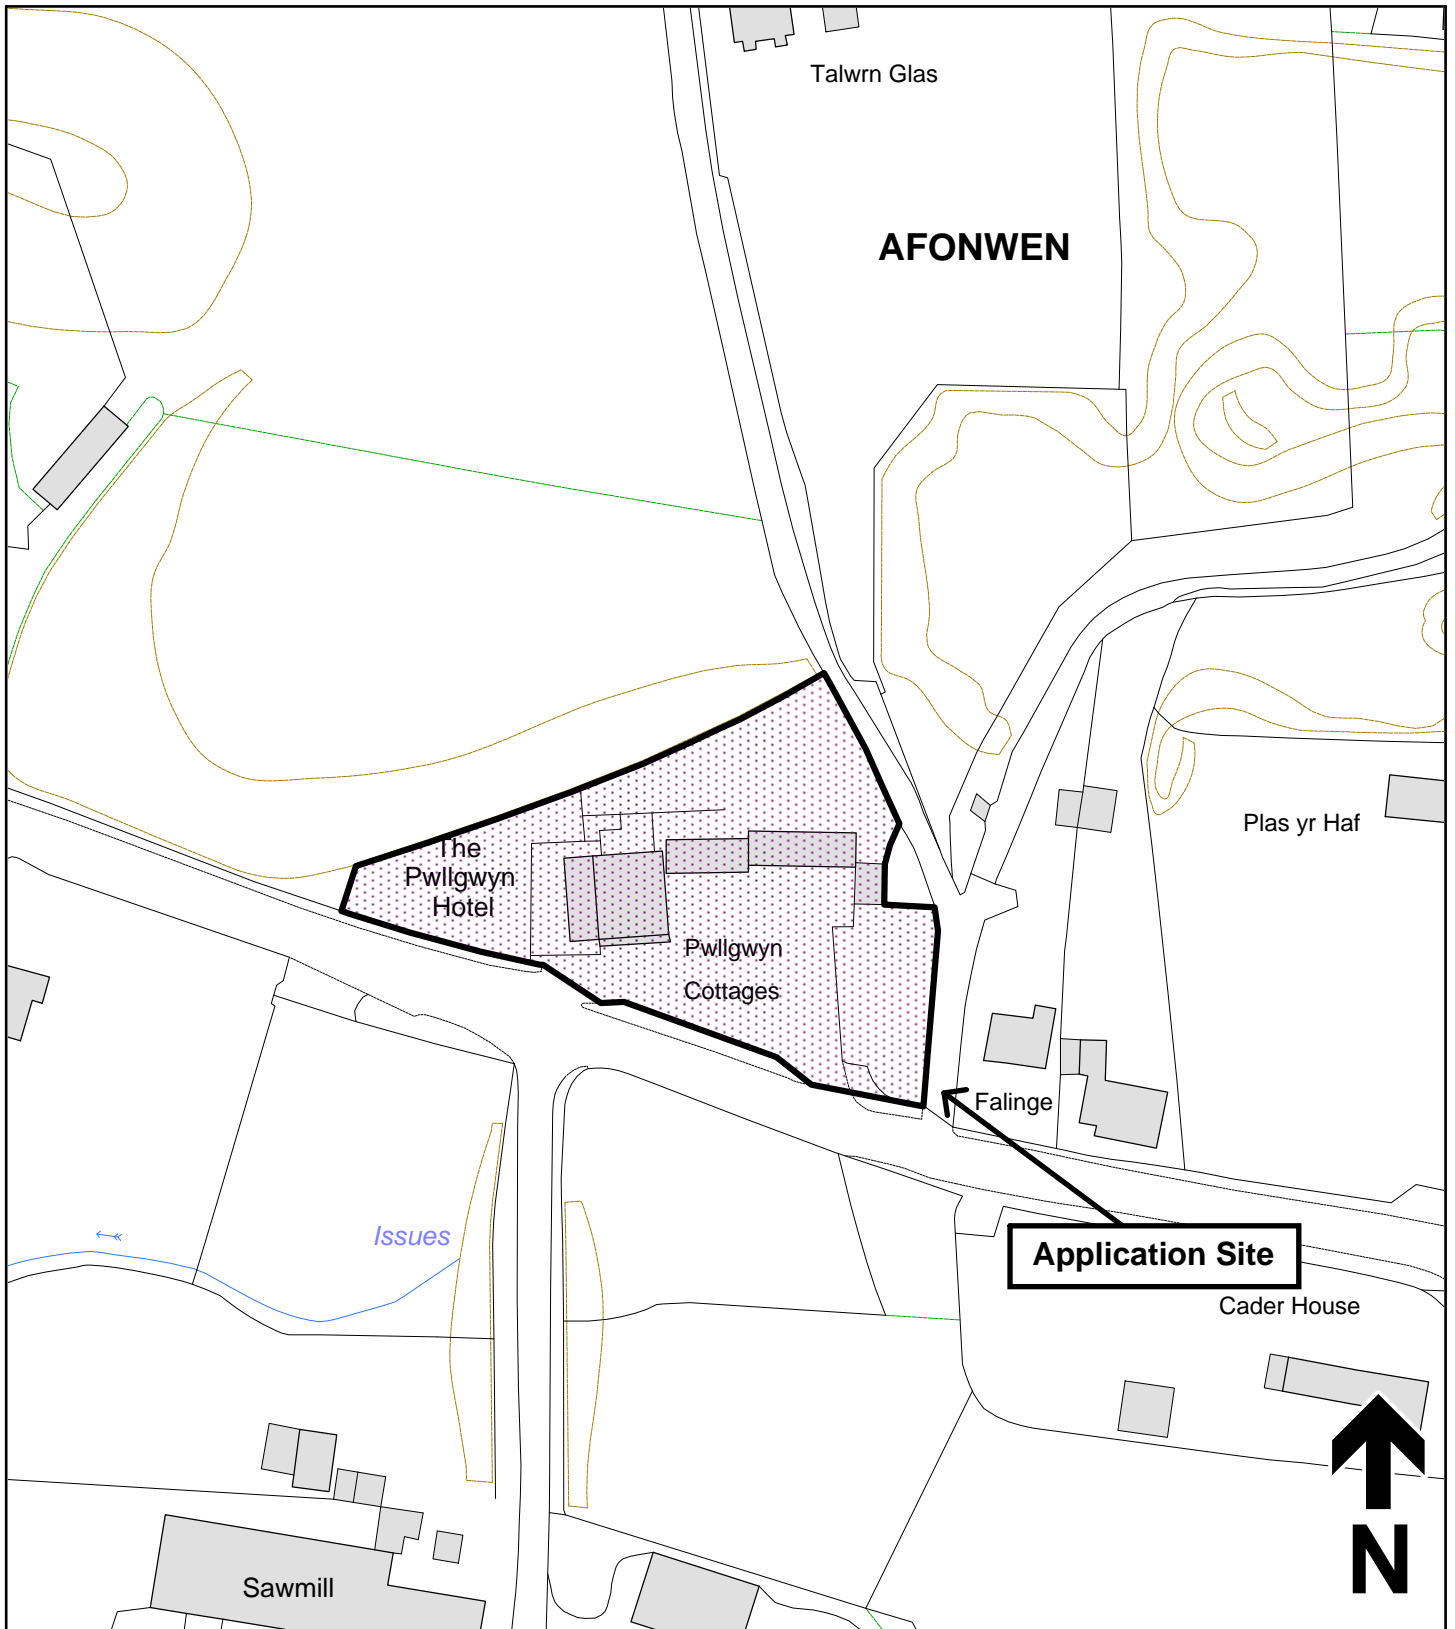 Talwrn Glas
AFONWEN
Plas yr Haf
The
Pwllgwyn
Hotel
Pwllgwyn
Cottages
Falinge
Issues
Application Site
Cader House
N
Sawmill